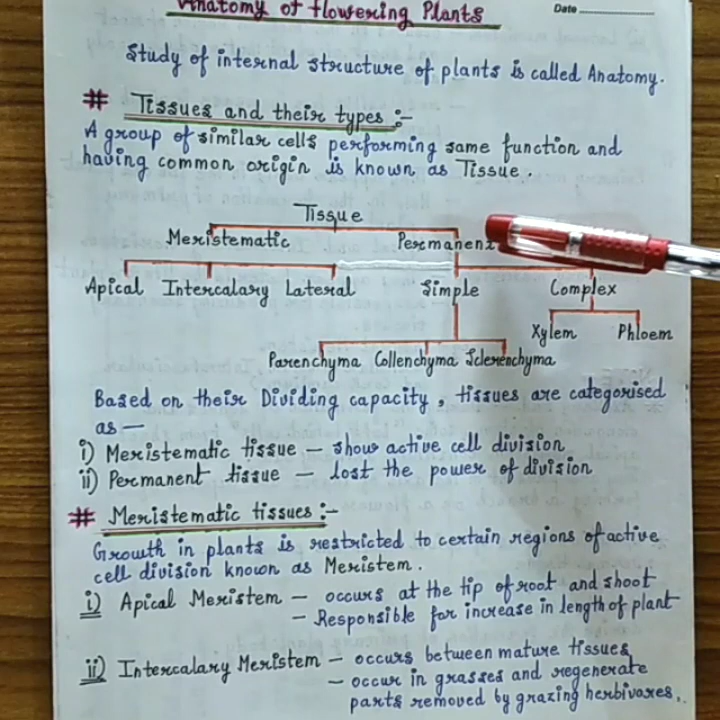 Anatomy of flowering Plants
Date
Study of internal structure of plants is called Anatomy.
# Tissues and their types :-
A group of similar cells performing same function and
having common origin is known as Tissue.
Tissue
Meristematic Permanent
Apical Intercalary Lateral Simple Complex
Xylem Phloem
Parenchyma Collenchyma Sclerenchyma
Based on their Dividing capacity, tissues are categorised
as —
i) Meristematic tissue — show active cell division
ii) Permanent tissue — lost the power of division
# Meristematic tissues :-
Growth in plants is restricted to certain regions of active
cell division known as Meristem.
i) Apical Meristem — occurs at the tip of root and shoot
— Responsible for increase in length of plant
ii) Intercalary Meristem — occurs between mature tissues
— occur in grasses and regenerate
parts removed by grazing herbivores.